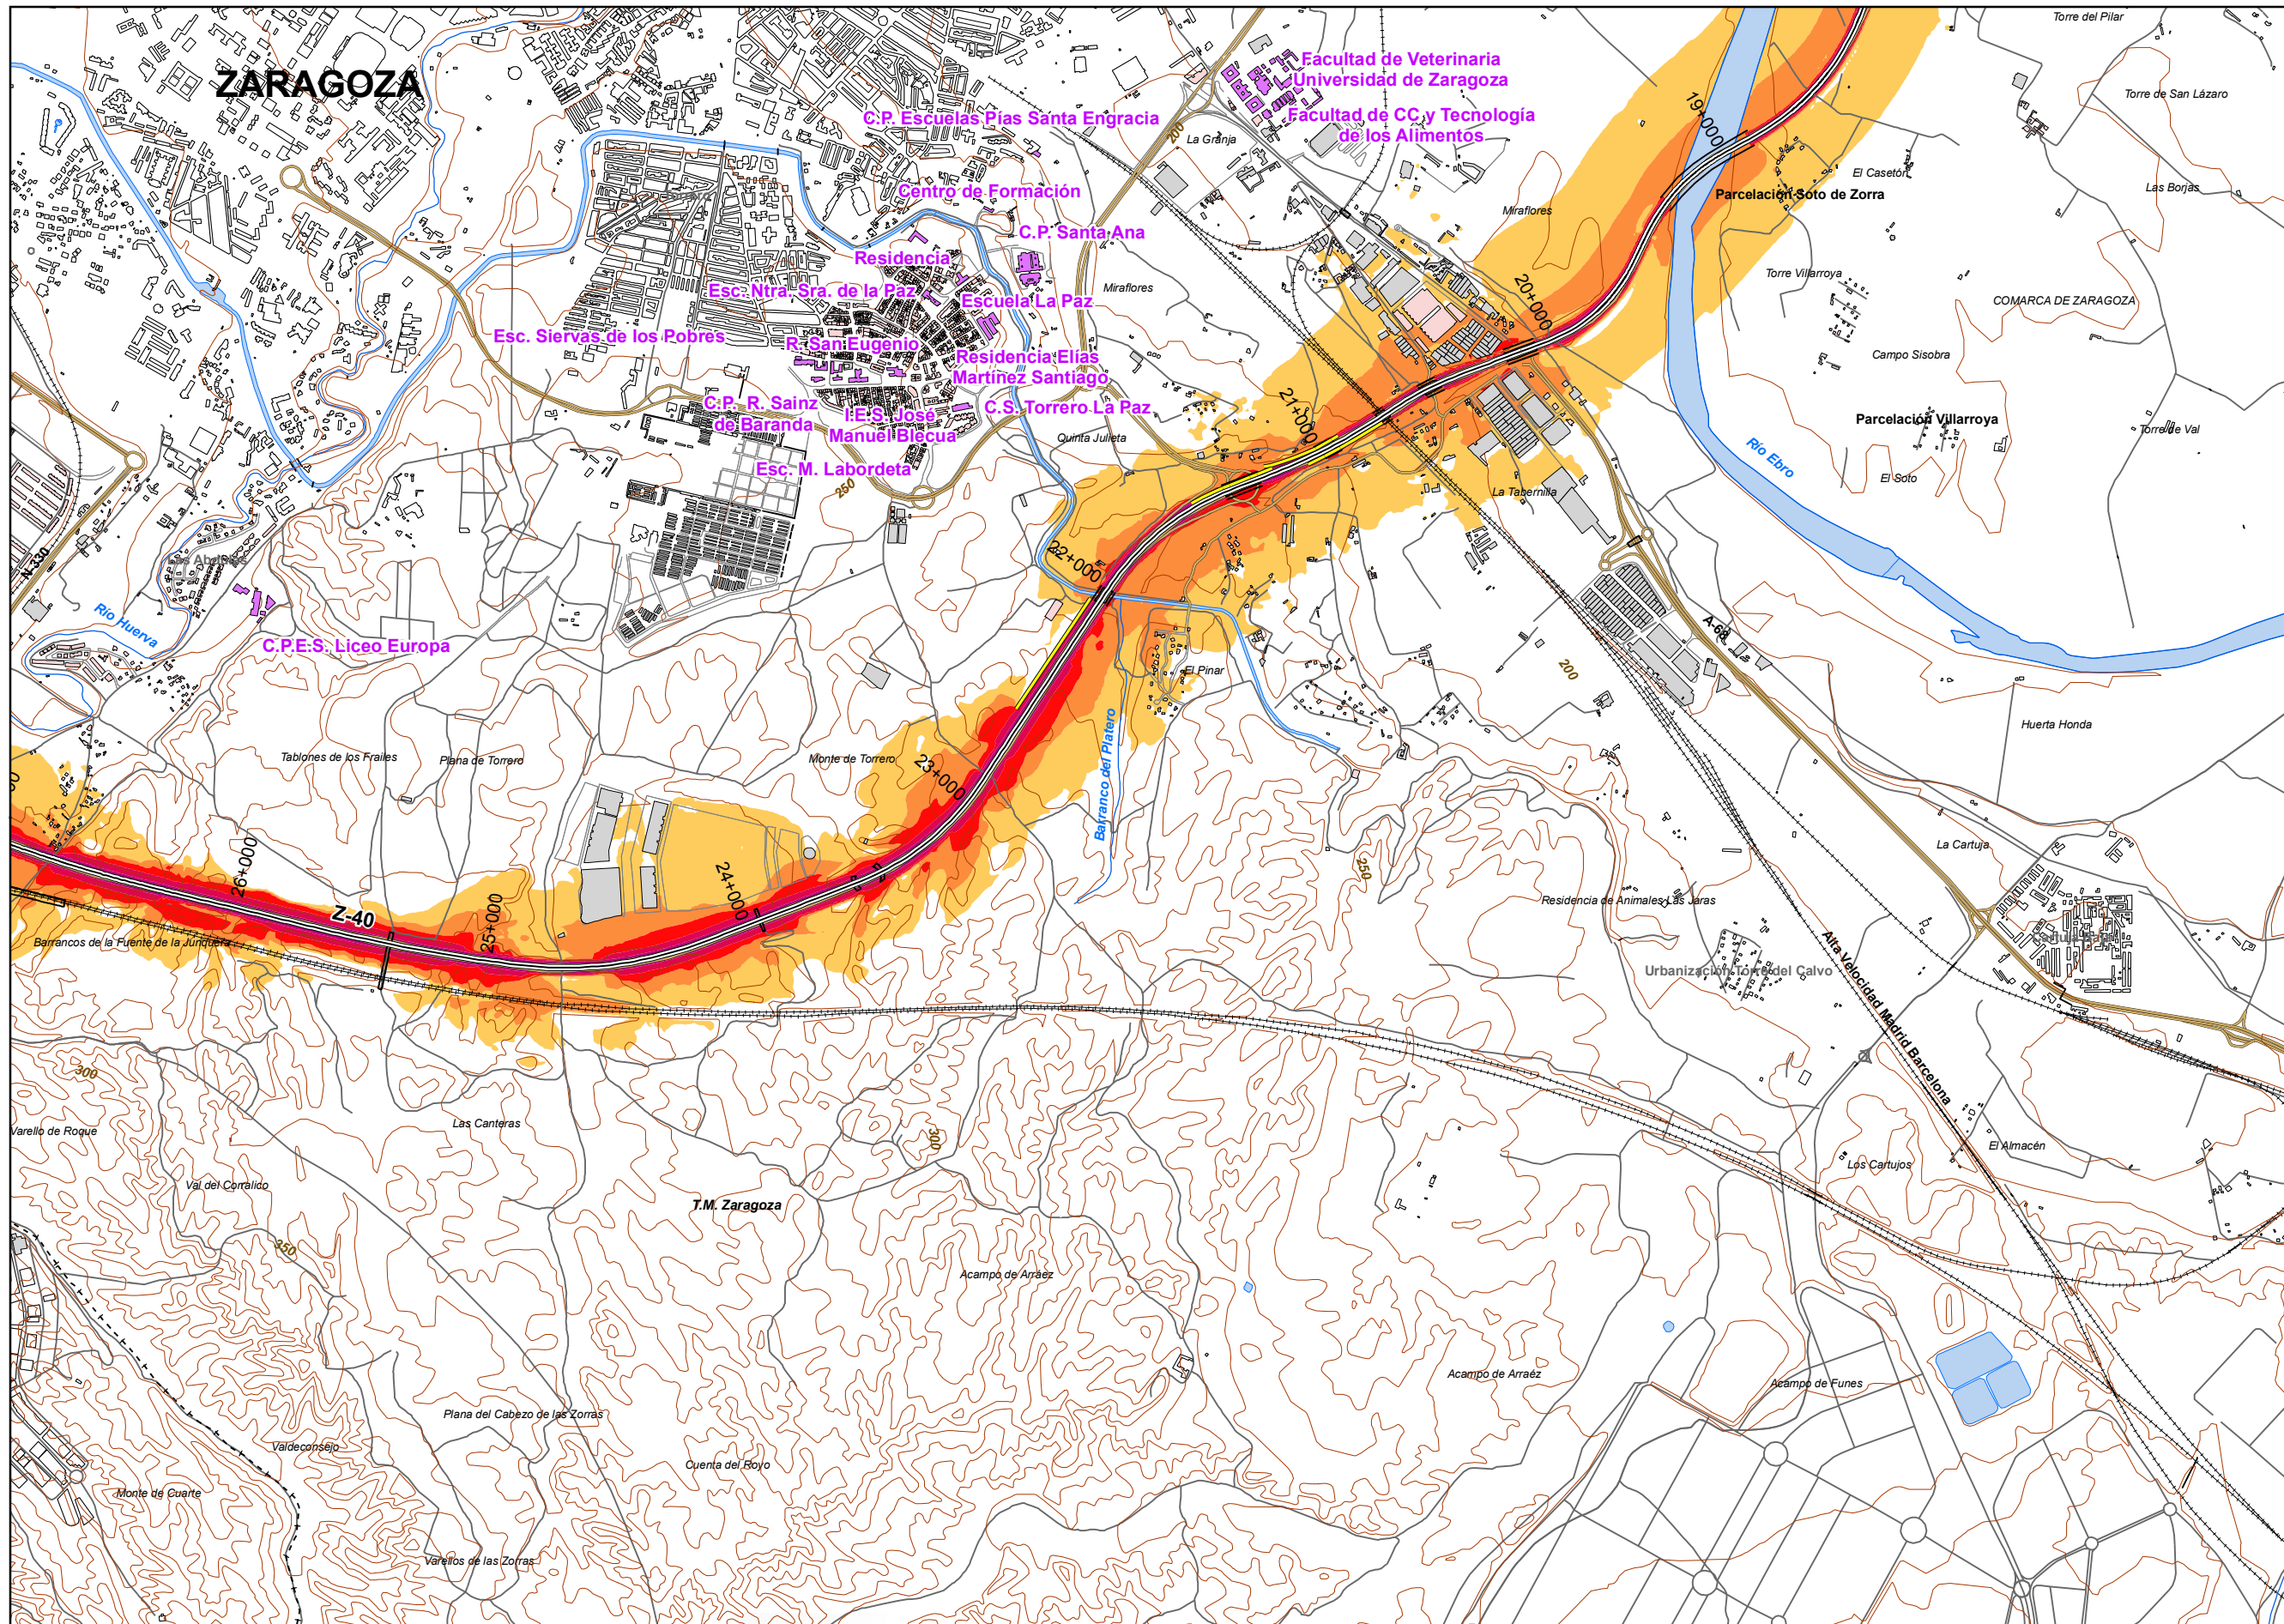 Torre del Pilar
Facultad de Veterinaria
Universidad de Zaragoza
ZARAGOZA
Torre de San Lázaro
19+000
C.P. Escuelas Pías Santa Engracia
Facultad de CC y Tecnología
de los Alimentos
200
La Granja
El Casetón
Las Borjas
Centro de Formación
Parcelación Soto de Zorra
Miraflores
C.P. Santa Ana
Residencia
Torre Villarroya
Esc. Ntra. Sra. de la Paz
Miraflores
Escuela La Paz
20+000
COMARCA DE ZARAGOZA
Esc. Siervas de los Pobres
R. San Eugenio
Residencia Elías
Martínez Santiago
Campo Sisobra
C.P. R. Sainz
de Baranda
I.E.S. José
Manuel Blecua
C.S. Torrero La Paz
21+000
Parcelación Villarroya
Torre de Val
Quinta Julieta
Río Ebro
Esc. M. Labordeta
250
El Soto
La Tabernilla
N-330
22+000
Río Huerva
A-68
C.P.E.S. Liceo Europa
El Pinar
200
Huerta Honda
Tablones de los Frailes
Plana de Torrero
Monte de Torrero
Barranco del Platero
23+000
La Cartuja
26+000
24+000
250
Z-40
25+000
Residencia de Animales Las Jaras
Barrancos de la Fuente de la Junquera
Urbanización Torre del Calvo
Alta Velocidad Madrid Barcelona
300
Las Canteras
Varello de Roque
300
El Almacén
Los Cartujos
Val del Corralico
T.M. Zaragoza
350
Acampo de Arráez
Acampo de Arraéz
Acampo de Funes
Plana del Cabezo de las Zorras
Valdeconsejo
Cuenta del Royo
Monte de Cuarte
Varellos de las Zorras